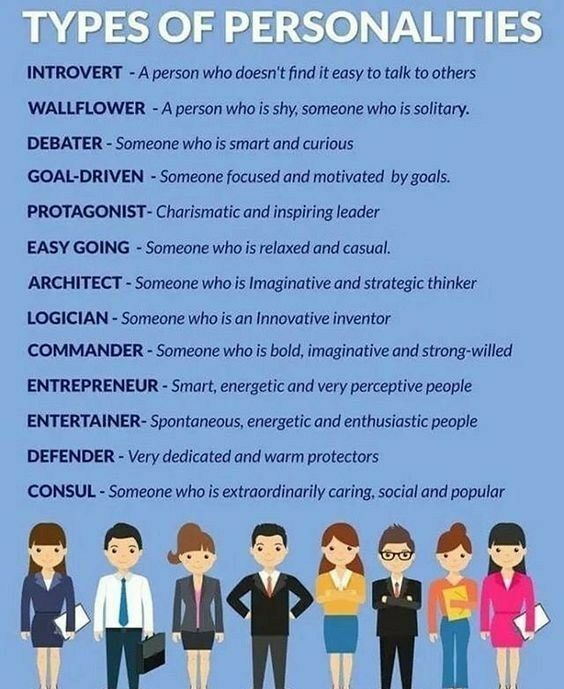 TYPES OF PERSONALITIES
INTROVERT - A person who doesn't find it easy to talk to others
WALLFLOWER - A person who is shy, someone who is solitary.
DEBATER - Someone who is smart and curious
GOAL-DRIVEN - Someone focused and motivated by goals.
PROTAGONIST- Charismatic and inspiring leader
EASY GOING - Someone who is relaxed and casual.
ARCHITECT - Someone who is Imaginative and strategic thinker
LOGICIAN - Someone who is an Innovative inventor
COMMANDER - Someone who is bold, imaginative and strong-willed
ENTREPRENEUR - Smart, energetic and very perceptive people
ENTERTAINER- Spontaneous, energetic and enthusiastic people
DEFENDER - Very dedicated and warm protectors
CONSUL - Someone who is extraordinarily caring, social and popular